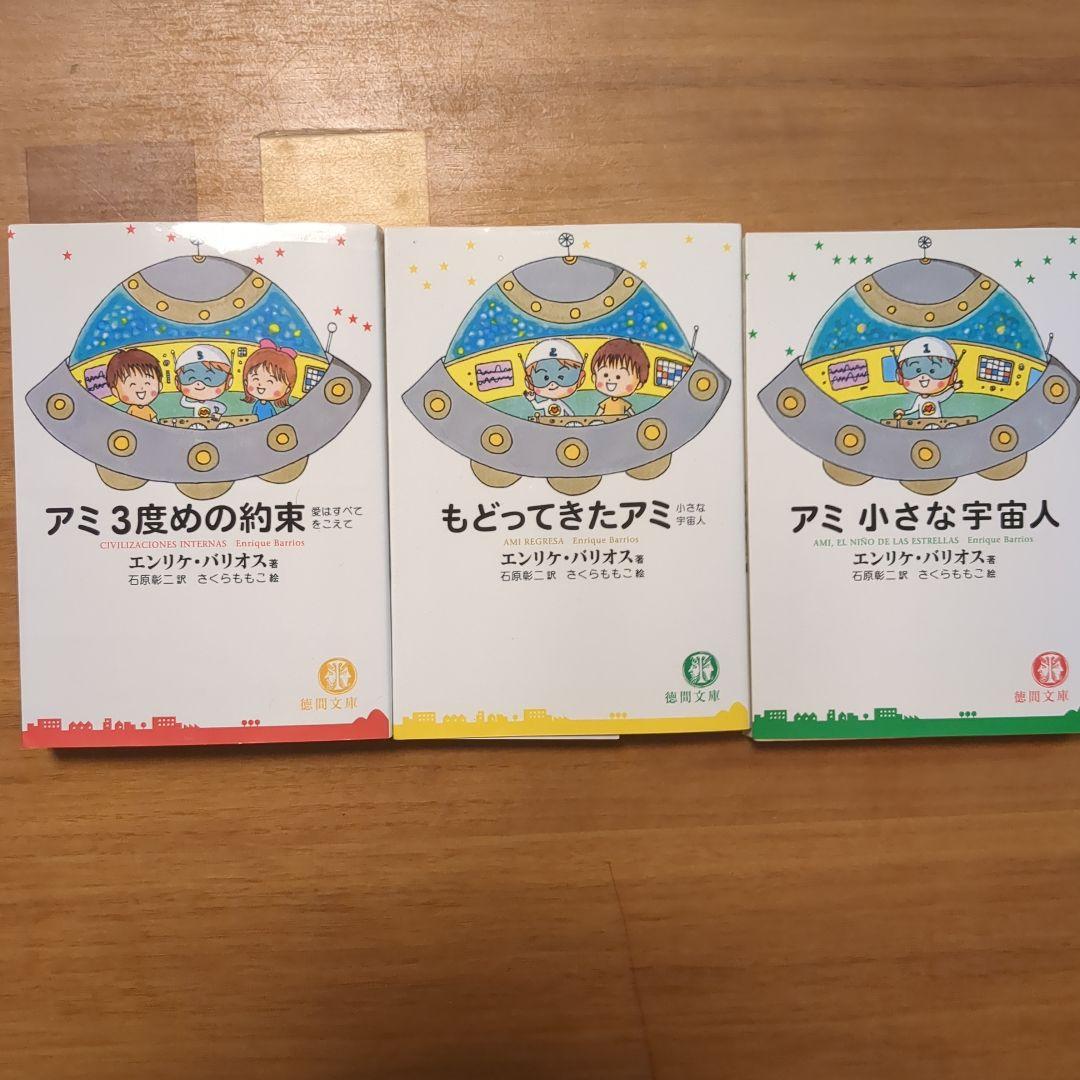 3
アミ 3度めの約束 愛はすべて
をこえて
CIVILIZACIONES INTERNAS Enrique Barrios
エンリケ・バリオス 著
石原彰二 訳 さくらももこ 絵
徳間文庫
2
もどってきたアミ 小さな
宇宙人
AMI REGRESA Enrique Barrios
エンリケ・バリオス 著
石原彰二 訳 さくらももこ 絵
徳間文庫
1
アミ 小さな宇宙人
AMI, EL NIÑO DE LAS ESTRELLAS Enrique Barrios
エンリケ・バリオス 著
石原彰二 訳 さくらももこ 絵
徳間文庫